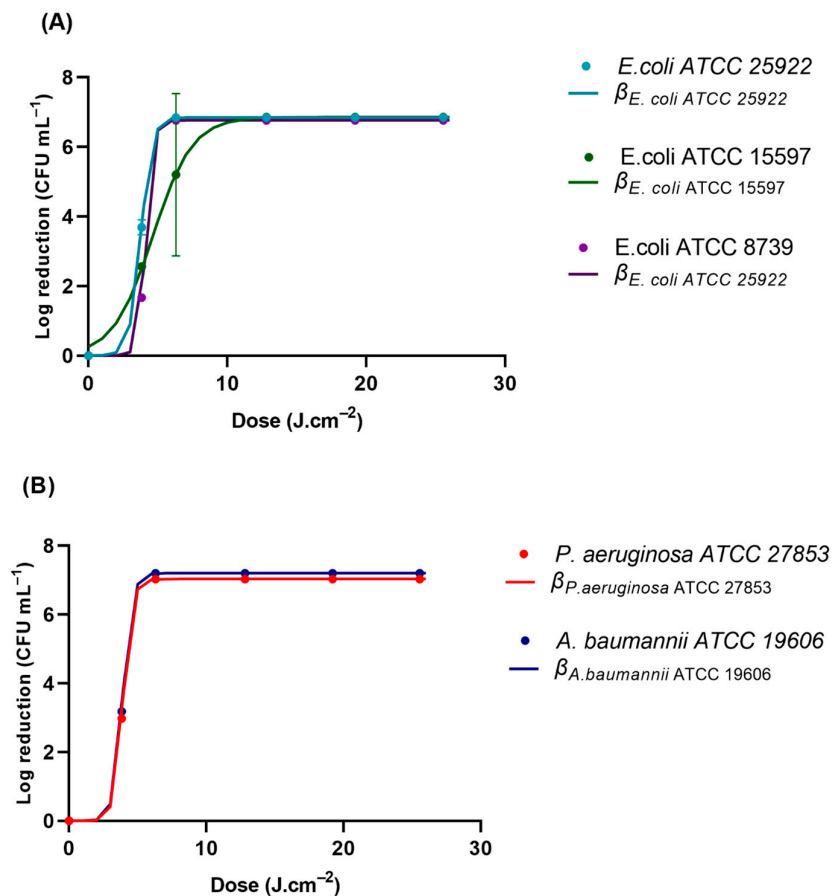 (A)
Log reduction (CFU mL⁻¹)
8
6
4
2
0
0 10 20 30
Dose (J.cm⁻²)
E.coli ATCC 25922
βE. coli ATCC 25922
E.coli ATCC 15597
βE. coli ATCC 15597
E.coli ATCC 8739
βE. coli ATCC 25922
(B)
Log reduction (CFU mL⁻¹)
8
6
4
2
0
0 10 20 30
Dose (J.cm⁻²)
P. aeruginosa ATCC 27853
βP.aeruginosa ATCC 27853
A. baumannii ATCC 19606
βA.baumannii ATCC 19606